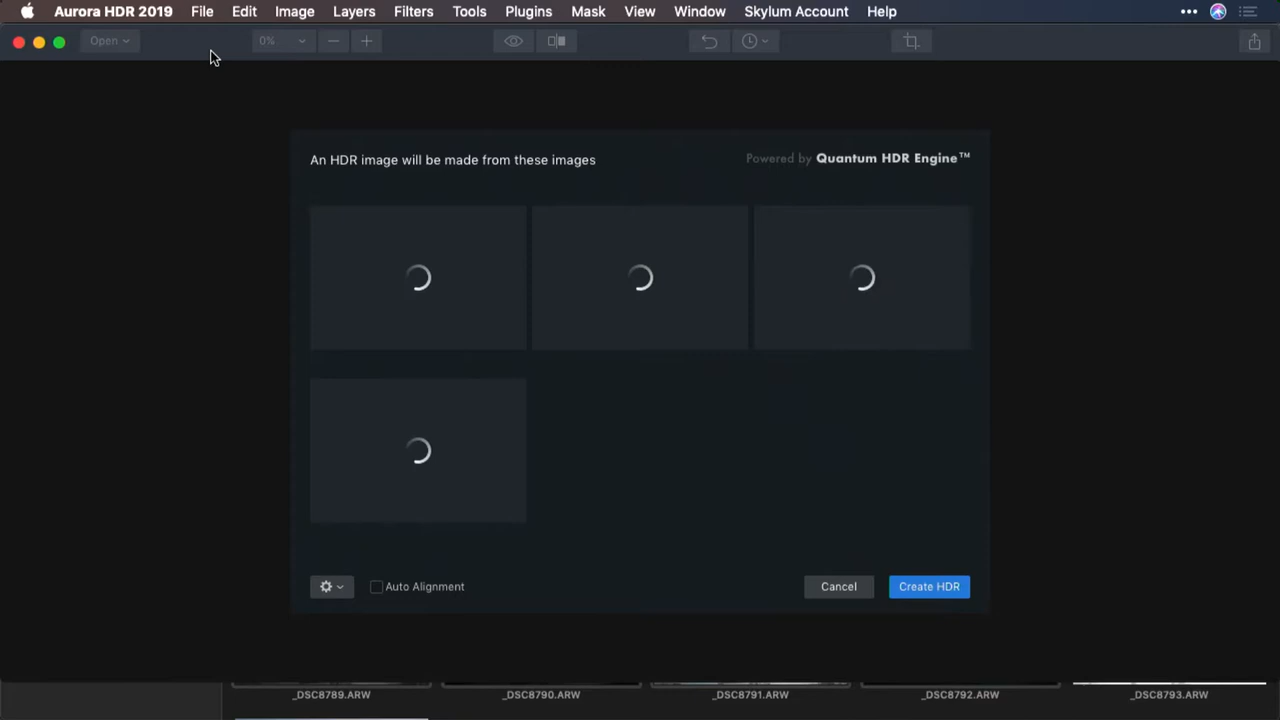 Aurora HDR 2019 File Edit Image Layers Filters Tools Plugins Mask View Window Skylum Account Help
Open 0%
An HDR image will be made from these images Powered by Quantum HDR Engine™
Auto Alignment Cancel Create HDR
_DSC8789.ARW _DSC8790.ARW _DSC8791.ARW _DSC8792.ARW _DSC8793.ARW